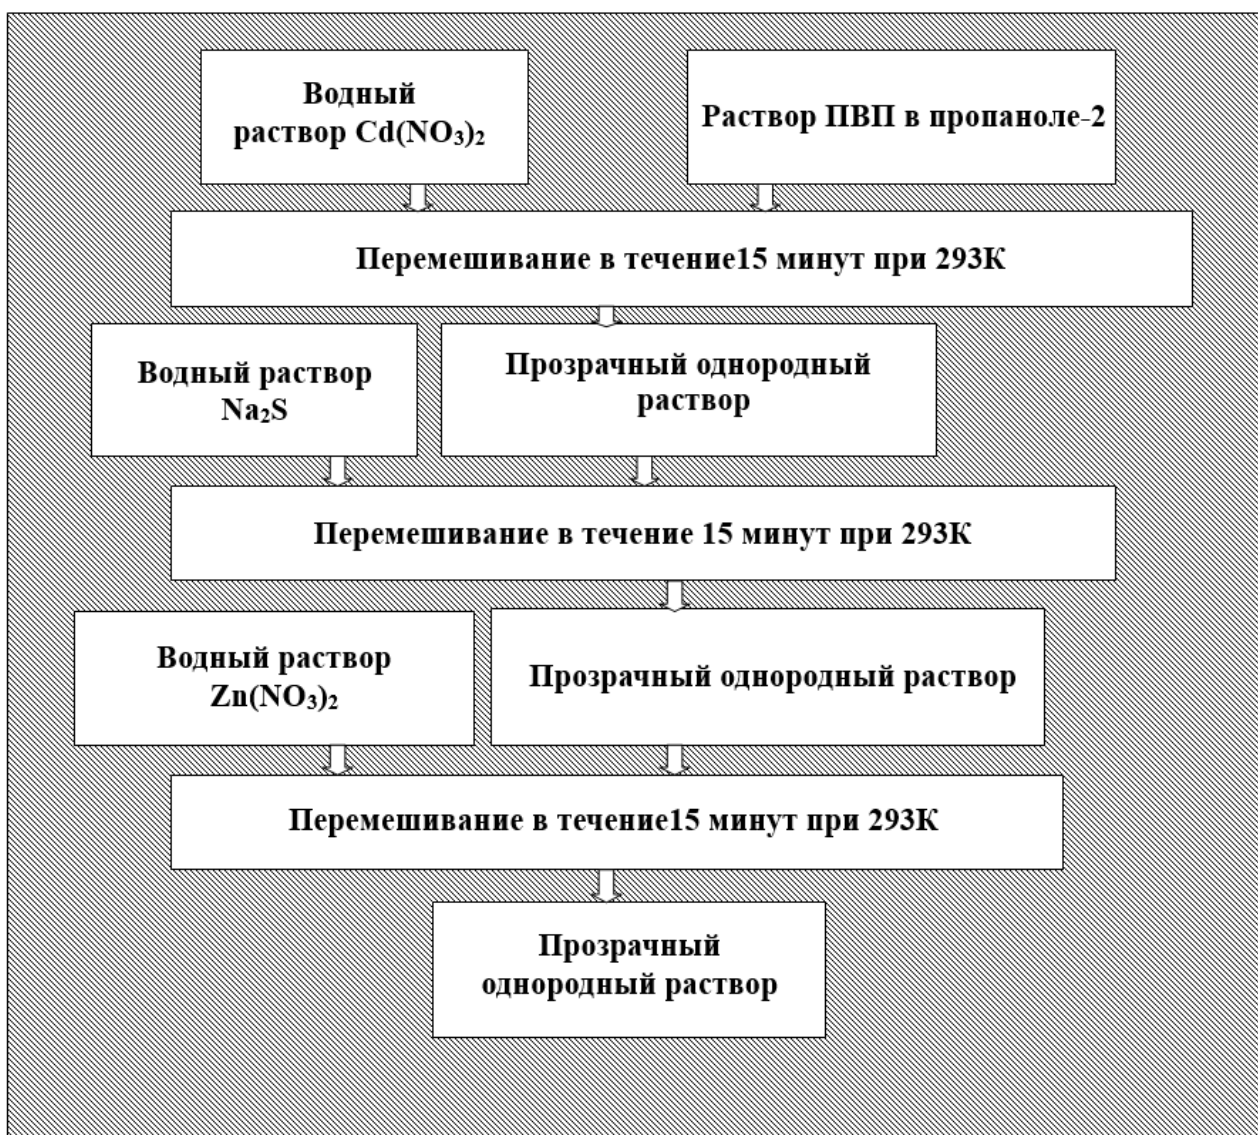 Водный
раствор Cd(NO₃)₂
Раствор ПВП в пропаноле-2
Перемешивание в течение15 минут при 293К
Водный раствор
Na₂S
Прозрачный однородный
раствор
Перемешивание в течение 15 минут при 293К
Водный раствор
Zn(NO₃)₂
Прозрачный однородный раствор
Перемешивание в течение15 минут при 293К
Прозрачный
однородный раствор